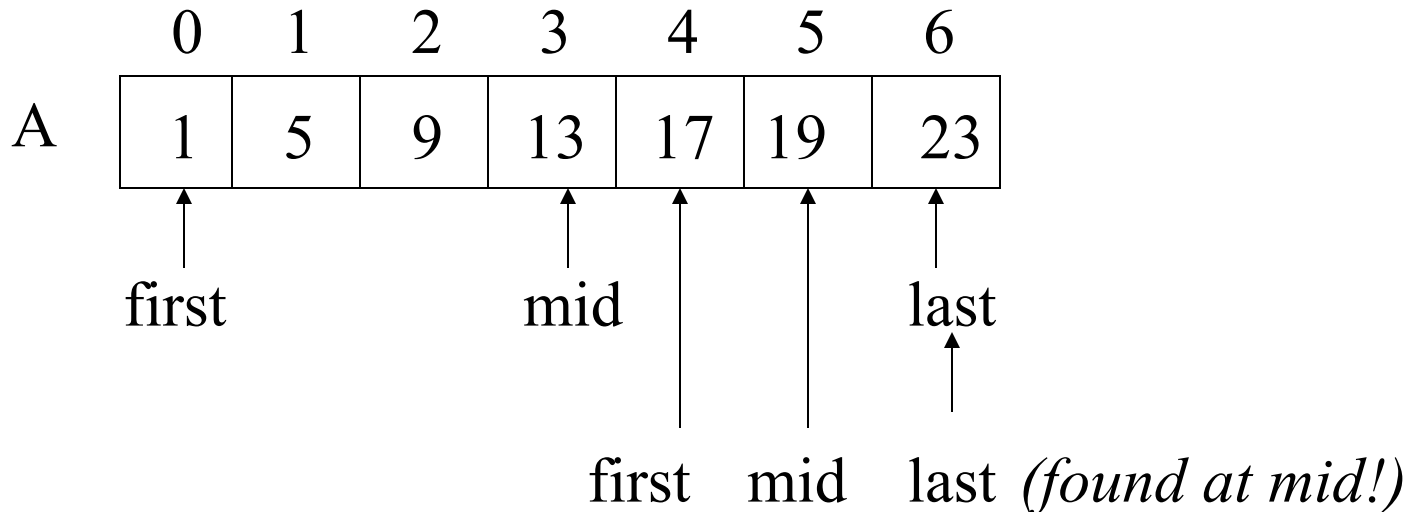 0 1 2 3 4 5 6
A 1 5 9 13 17 19 23
first mid last
first mid last (found at mid!)